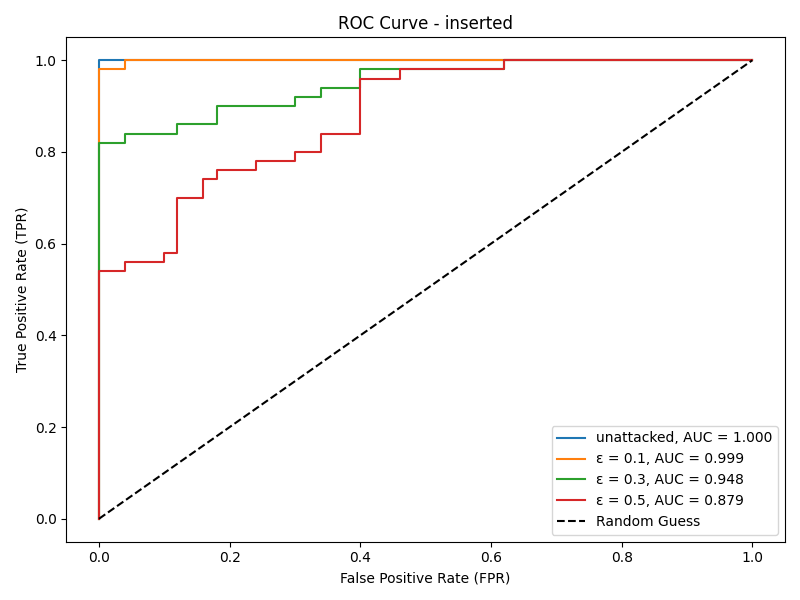 ROC Curve - inserted
True Positive Rate (TPR)
1.0
0.8
0.6
0.4
0.2
0.0
0.0 0.2 0.4 0.6 0.8 1.0
False Positive Rate (FPR)
unattacked, AUC = 1.000
ε = 0.1, AUC = 0.999
ε = 0.3, AUC = 0.948
ε = 0.5, AUC = 0.879
Random Guess